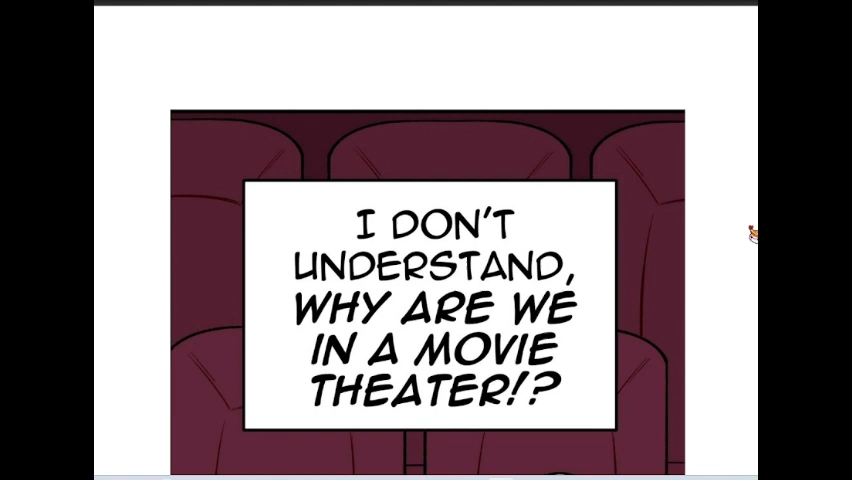 I DON'T
UNDERSTAND,
WHY ARE WE
IN A MOVIE
THEATER!?